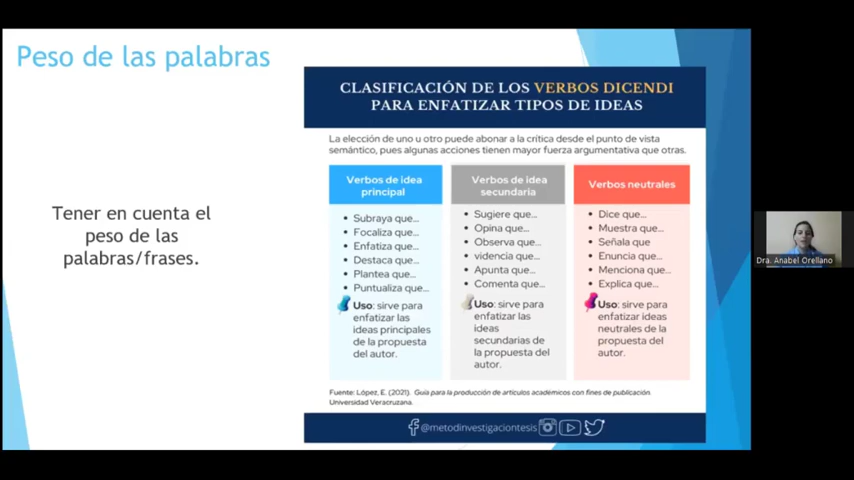 Peso de las palabras
Tener en cuenta el
peso de las
palabras/frases.
CLASIFICACIÓN DE LOS VERBOS DICENDI
PARA ENFATIZAR TIPOS DE IDEAS
La elección de uno u otro puede abonar a la crítica desde el punto de vista
semántico, pues algunas acciones tienen mayor fuerza argumentativa que otras.
Verbos de idea
principal
• Subraya que...
• Focaliza que...
• Enfatiza que...
• Destaca que...
• Plantea que...
• Puntualiza que...
Uso: sirve para
enfatizar las
ideas principales
de la propuesta
del autor.
Verbos de idea
secundaria
• Sugiere que...
• Opina que...
• Observa que...
• videncia que...
• Apunta que...
• Comenta que...
Uso: sirve para
enfatizar las
ideas
secundarias de
la propuesta del
autor.
Verbos neutrales
• Dice que...
• Muestra que...
• Señala que
• Enuncia que...
• Menciona que...
• Explica que...
Uso: sirve para
enfatizar ideas
neutrales de la
propuesta del
autor.
Fuente: López, E. (2021). Guía para la producción de artículos académicos con fines de publicación.
Universidad Veracruzana.
@metodinvestigaciontesis
Dra. Anabel Orellano